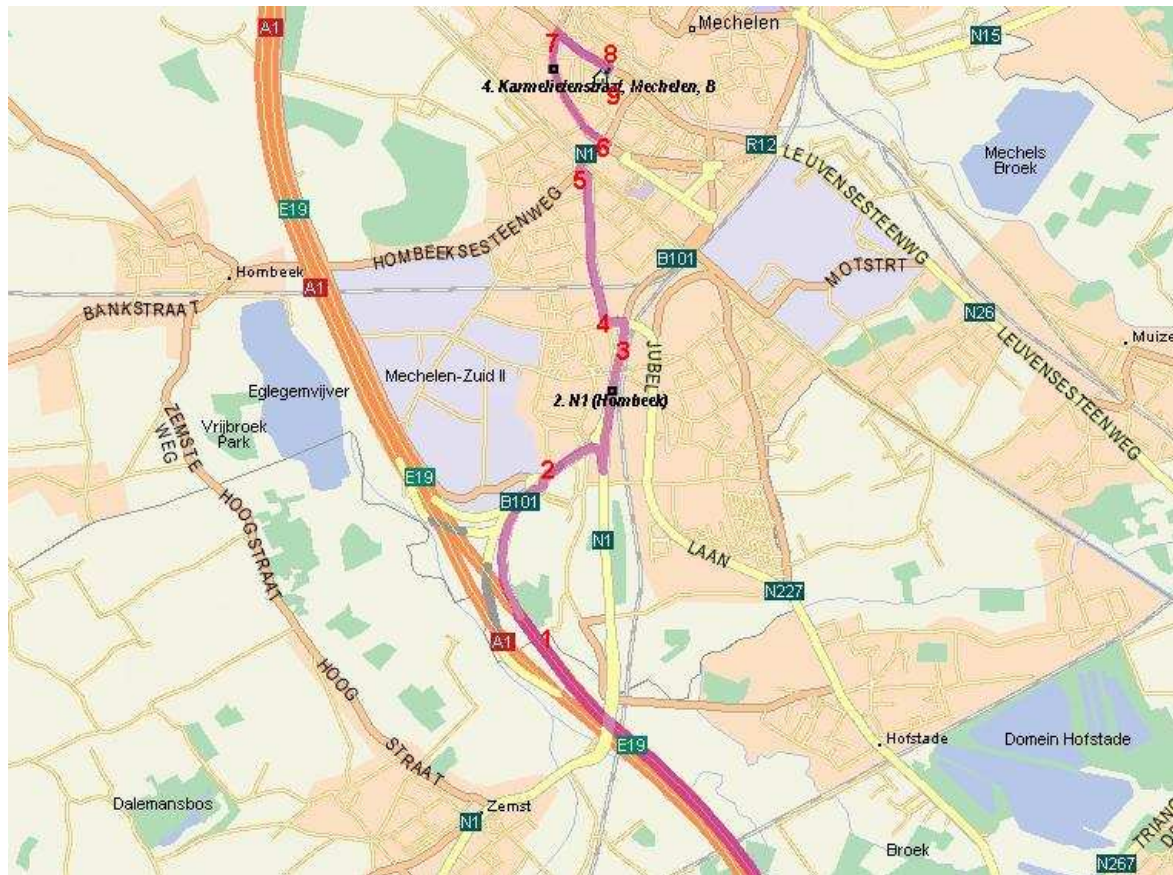 A1
7
8
Mechelen
N15
4. Karmelietenstraat, Mechelen, B
9
N1
6
R12
5
LEUVENSESTEENWG
Mechels
Broek
E19
HOMBEEKSESTEENWEG
B101
MOTSTRT
Hombeek
A1
BANKSTRAAT
N26
4
3
JUBEL
Muize
LEUVENSESTEENWEG
Mechelen-Zuid II
Eglegemvijver
2. N1 (Hombeek)
Vrijbroek
Park
ZEMSTE
WEG
2
E19
B101
HOOGSTRAAT
N1
LAAN
N227
1
A1
HOOG
STRAAT
E19
Hofstade
Domein Hofstade
Dalemansbos
Zemst
N1
Broek
TRIANG
D
N267